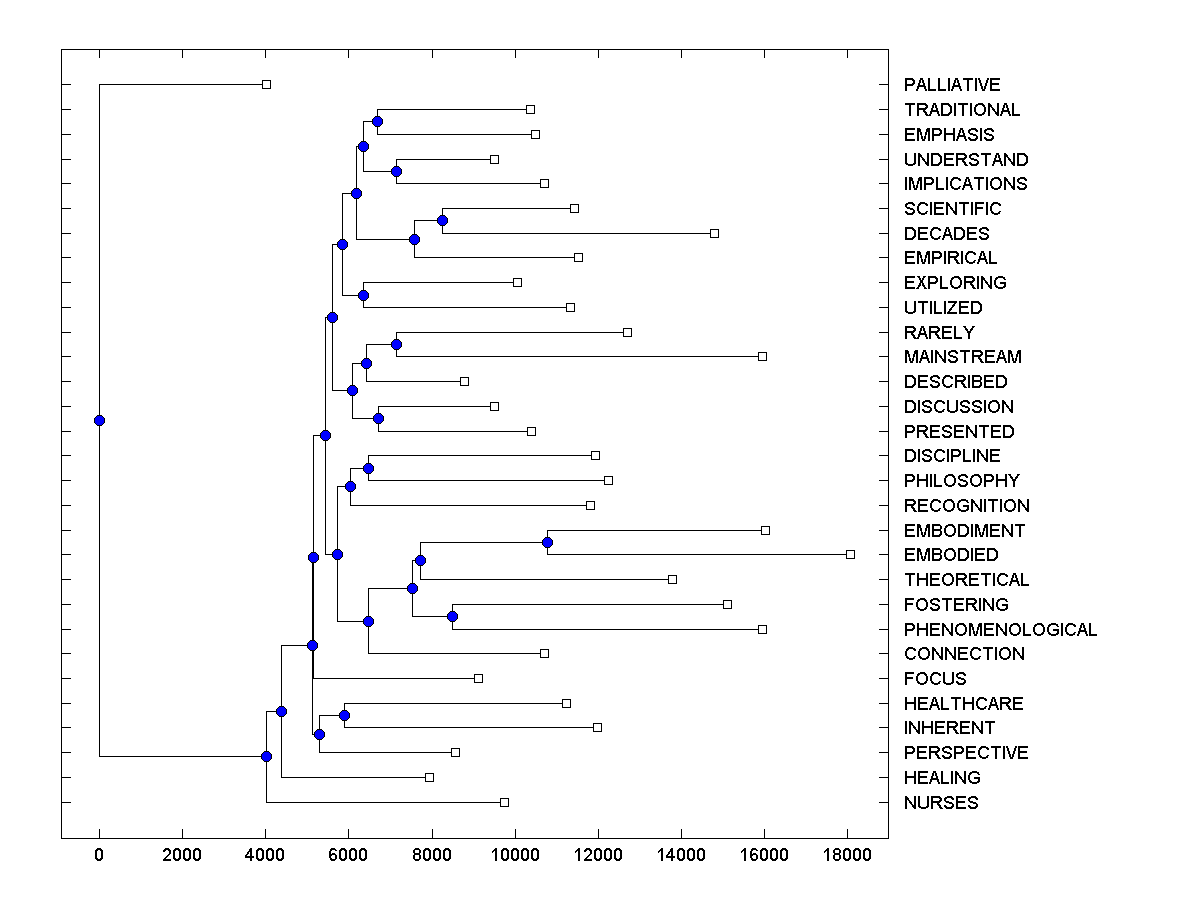 PALLIATIVE
TRADITIONAL
EMPHASIS
UNDERSTAND
IMPLICATIONS
SCIENTIFIC
DECADES
EMPIRICAL
EXPLORING
UTILIZED
RARELY
MAINSTREAM
DESCRIBED
DISCUSSION
PRESENTED
DISCIPLINE
PHILOSOPHY
RECOGNITION
EMBODIMENT
EMBODIED
THEORETICAL
FOSTERING
PHENOMENOLOGICAL
CONNECTION
FOCUS
HEALTHCARE
INHERENT
PERSPECTIVE
HEALING
NURSES
0 2000 4000 6000 8000 10000 12000 14000 16000 18000